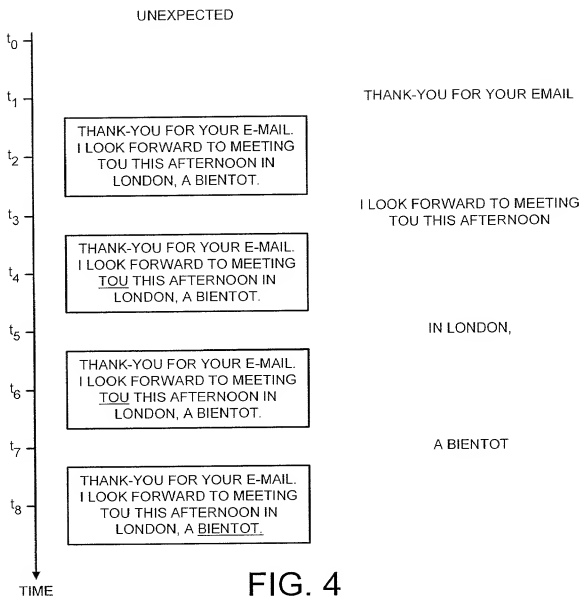 UNEXPECTED
t0
t1
THANK-YOU FOR YOUR EMAIL
THANK-YOU FOR YOUR E-MAIL.
I LOOK FORWARD TO MEETING
TOU THIS AFTERNOON IN
LONDON, A BIENTOT.
t2
t3
I LOOK FORWARD TO MEETING
TOU THIS AFTERNOON
THANK-YOU FOR YOUR E-MAIL.
I LOOK FORWARD TO MEETING
TOU THIS AFTERNOON IN
LONDON, A BIENTOT.
t4
t5
IN LONDON,
THANK-YOU FOR YOUR E-MAIL.
I LOOK FORWARD TO MEETING
TOU THIS AFTERNOON IN
LONDON, A BIENTOT.
t6
t7
A BIENTOT
THANK-YOU FOR YOUR E-MAIL.
I LOOK FORWARD TO MEETING
TOU THIS AFTERNOON IN
LONDON, A BIENTOT.
t8
TIME
FIG. 4